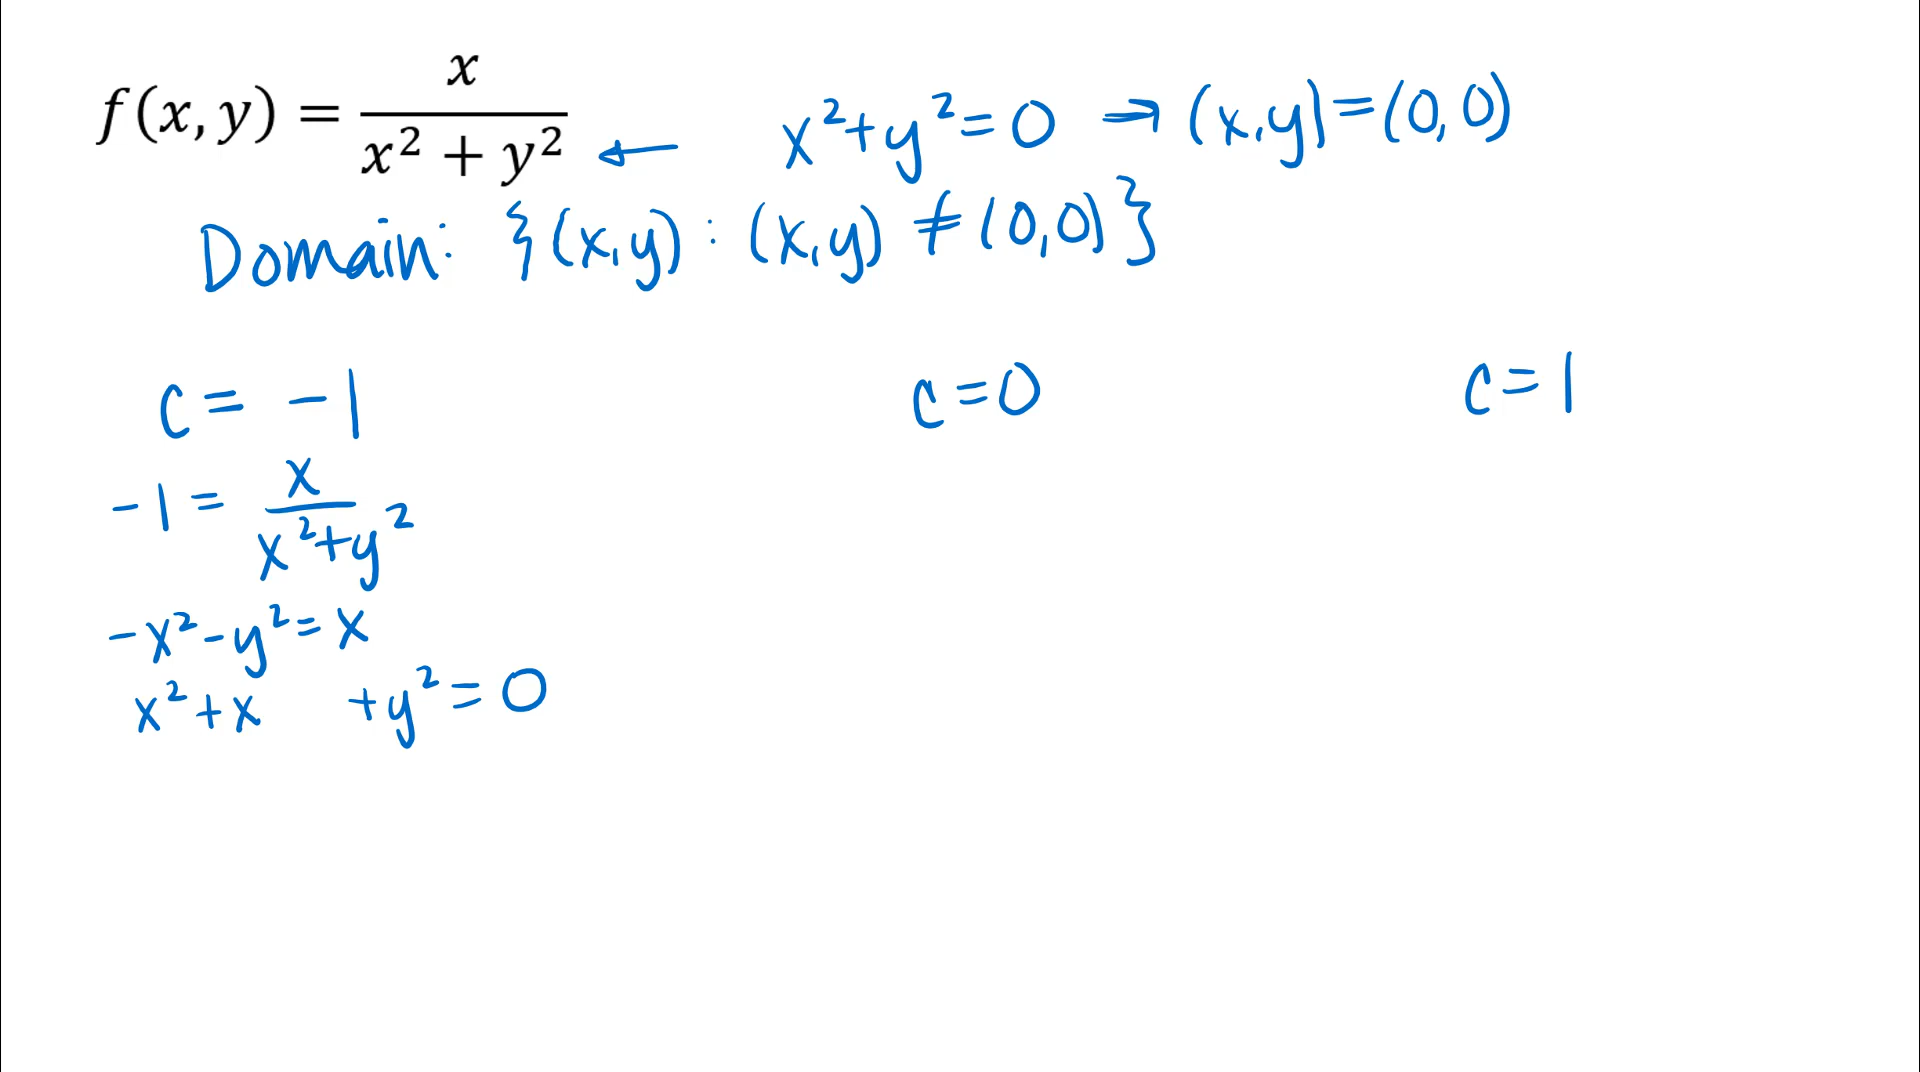 f(x, y) = x / (x² + y²) ← x²+y²=0 → (x,y)=(0,0)
Domain: {(x,y) : (x,y) ≠ (0,0)}
c = -1 c=0 c=1
-1 = x / (x²+y²)
-x²-y²=x
x²+x +y²=0